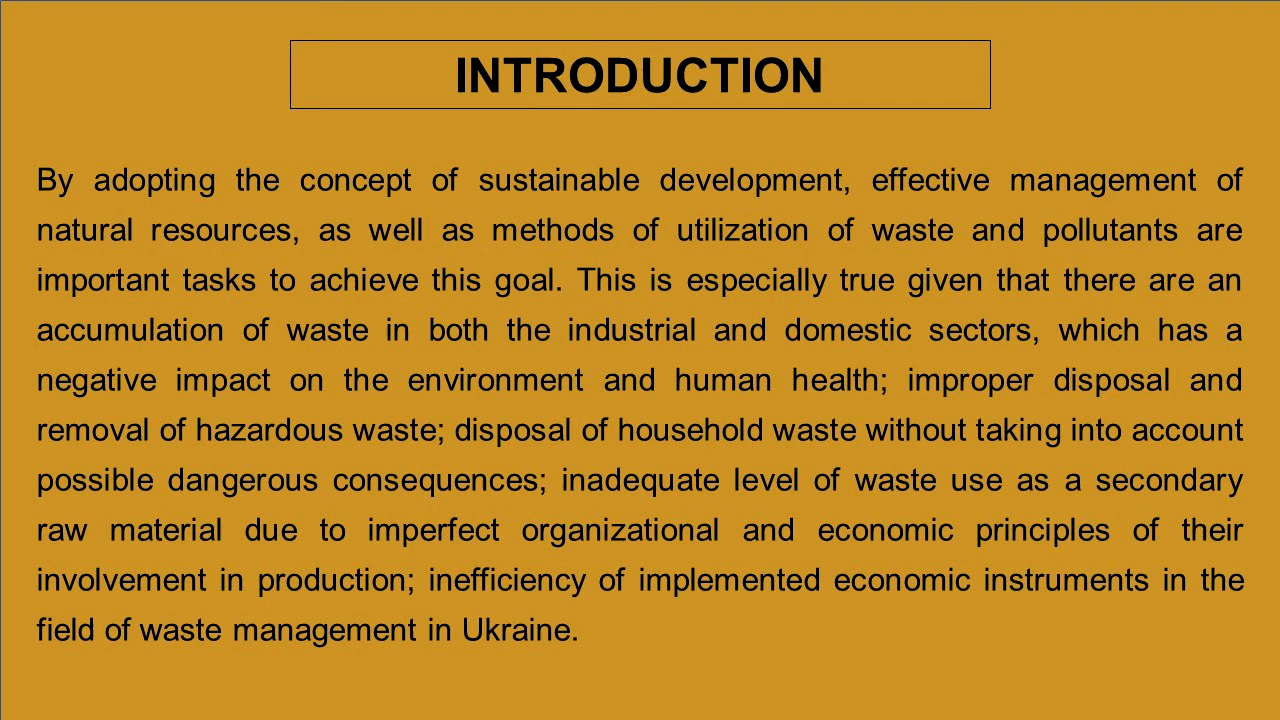 INTRODUCTION
By adopting the concept of sustainable development, effective management of
natural resources, as well as methods of utilization of waste and pollutants are
important tasks to achieve this goal. This is especially true given that there are an
accumulation of waste in both the industrial and domestic sectors, which has a
negative impact on the environment and human health; improper disposal and
removal of hazardous waste; disposal of household waste without taking into account
possible dangerous consequences; inadequate level of waste use as a secondary
raw material due to imperfect organizational and economic principles of their
involvement in production; inefficiency of implemented economic instruments in the
field of waste management in Ukraine.